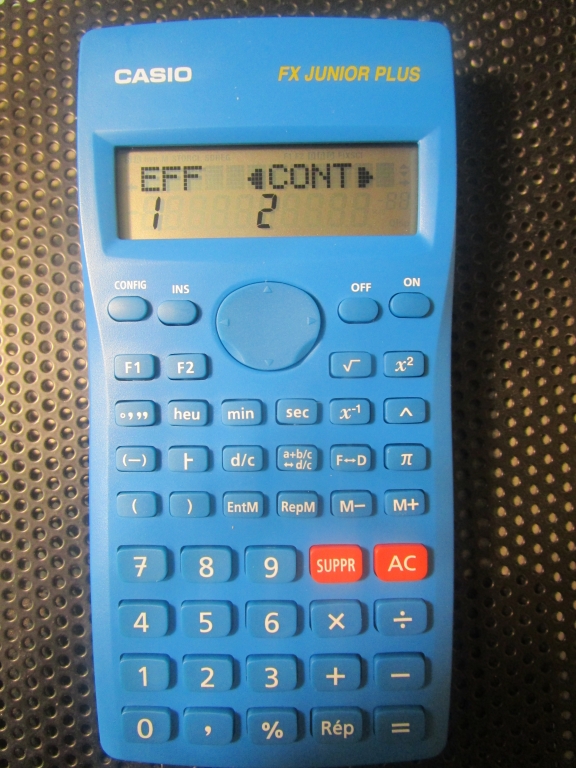 CASIO FX JUNIOR PLUS
EFF ◀CONT▶
1 2
CONFIG INS OFF ON
F1 F2 √ x²
°,,, heu min sec x⁻¹ ^
(−) ├ d/c a+b/c ↔ d/c F↔D π
( ) EntM RepM M− M+
7 8 9 SUPPR AC
4 5 6 × ÷
1 2 3 + −
0 , % Rép =